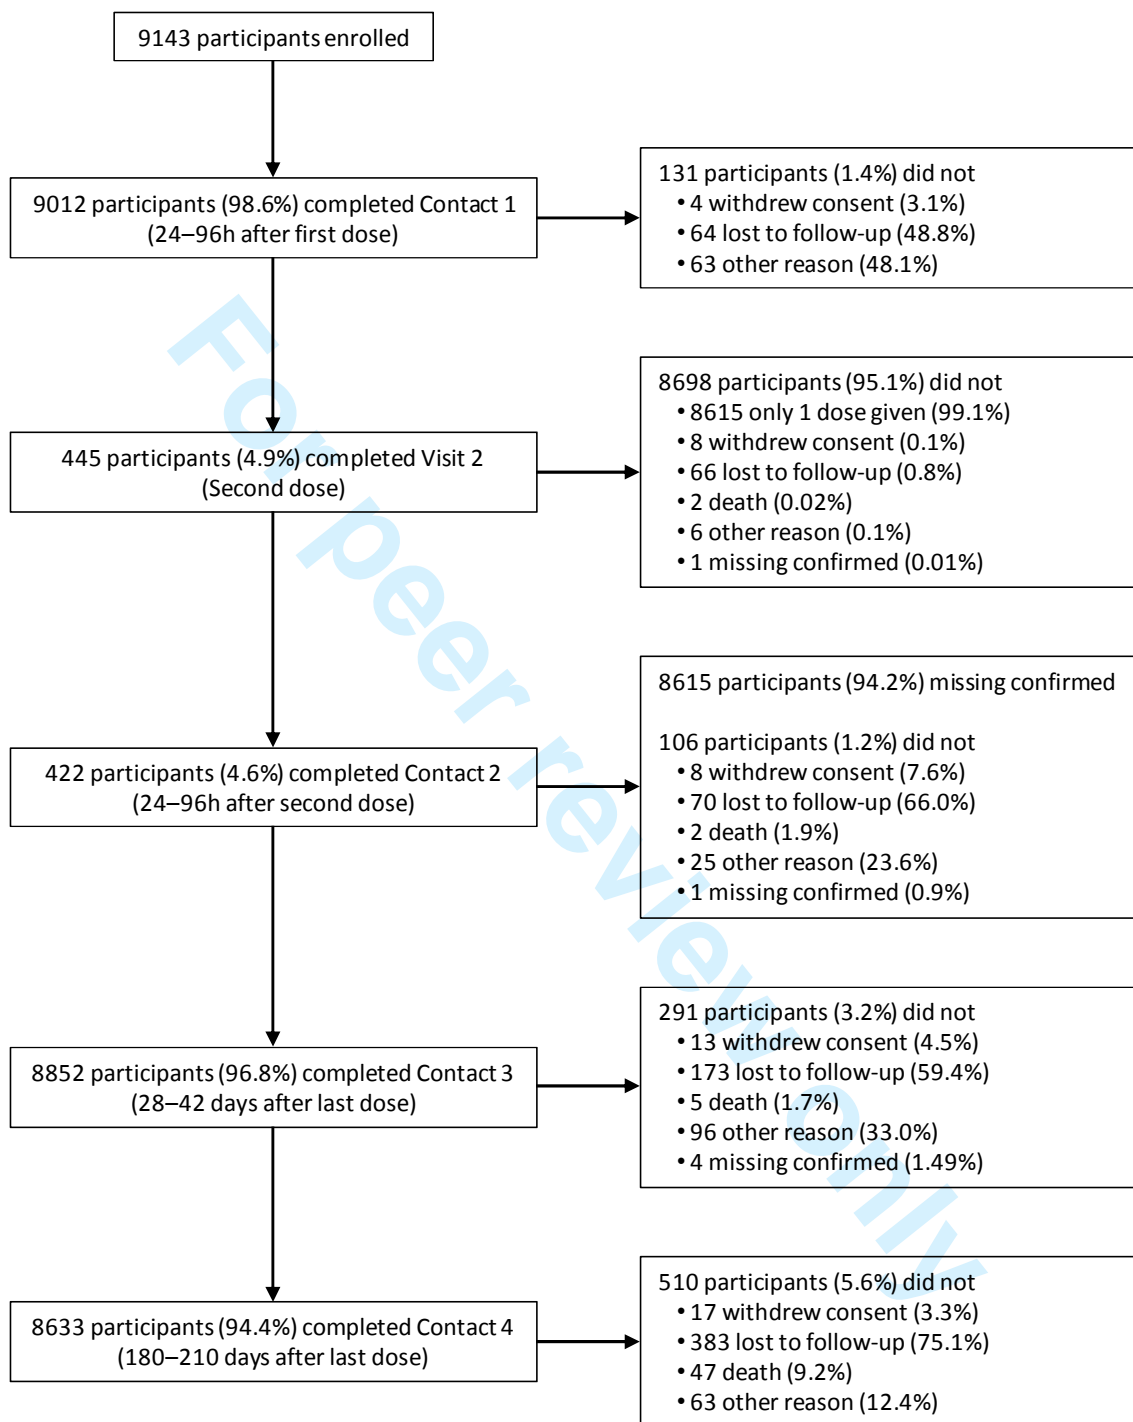 9143 participants enrolled
9012 participants (98.6%) completed Contact 1
(24–96h after first dose)
131 participants (1.4%) did not
• 4 withdrew consent (3.1%)
• 64 lost to follow-up (48.8%)
• 63 other reason (48.1%)
445 participants (4.9%) completed Visit 2
(Second dose)
8698 participants (95.1%) did not
• 8615 only 1 dose given (99.1%)
• 8 withdrew consent (0.1%)
• 66 lost to follow-up (0.8%)
• 2 death (0.02%)
• 6 other reason (0.1%)
• 1 missing confirmed (0.01%)
422 participants (4.6%) completed Contact 2
(24–96h after second dose)
8615 participants (94.2%) missing confirmed
106 participants (1.2%) did not
• 8 withdrew consent (7.6%)
• 70 lost to follow-up (66.0%)
• 2 death (1.9%)
• 25 other reason (23.6%)
• 1 missing confirmed (0.9%)
8852 participants (96.8%) completed Contact 3
(28–42 days after last dose)
291 participants (3.2%) did not
• 13 withdrew consent (4.5%)
• 173 lost to follow-up (59.4%)
• 5 death (1.7%)
• 96 other reason (33.0%)
• 4 missing confirmed (1.49%)
8633 participants (94.4%) completed Contact 4
(180–210 days after last dose)
510 participants (5.6%) did not
• 17 withdrew consent (3.3%)
• 383 lost to follow-up (75.1%)
• 47 death (9.2%)
• 63 other reason (12.4%)
For peer review only